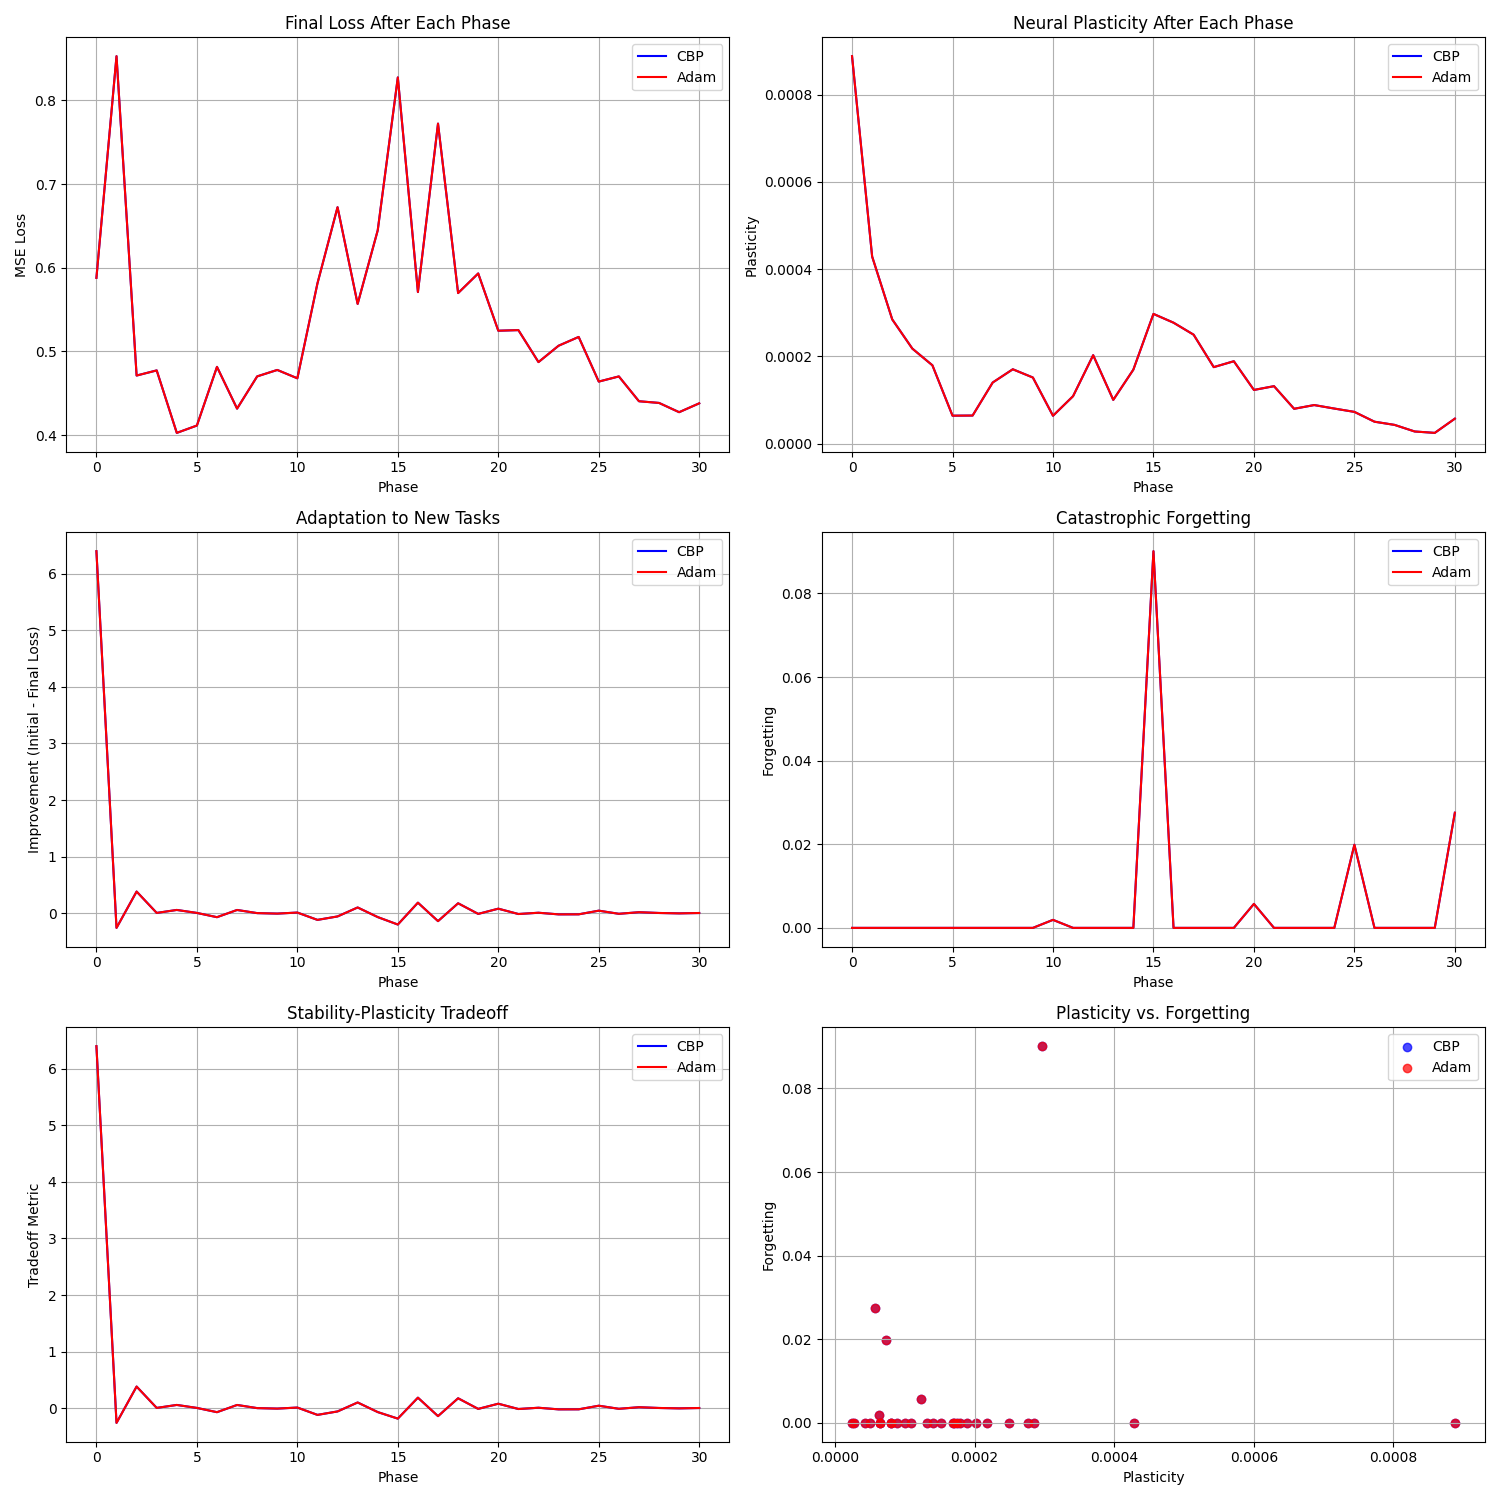 Final Loss After Each Phase
MSE Loss
0.8
0.7
0.6
0.5
0.4
0 5 10 15 20 25 30
Phase
CBP
Adam
Neural Plasticity After Each Phase
Plasticity
0.0008
0.0006
0.0004
0.0002
0.0000
0 5 10 15 20 25 30
Phase
CBP
Adam
Adaptation to New Tasks
Improvement (Initial - Final Loss)
6
5
4
3
2
1
0
0 5 10 15 20 25 30
Phase
CBP
Adam
Catastrophic Forgetting
Forgetting
0.08
0.06
0.04
0.02
0.00
0 5 10 15 20 25 30
Phase
CBP
Adam
Stability-Plasticity Tradeoff
Tradeoff Metric
6
5
4
3
2
1
0
0 5 10 15 20 25 30
Phase
CBP
Adam
Plasticity vs. Forgetting
Forgetting
0.08
0.06
0.04
0.02
0.00
0.0000 0.0002 0.0004 0.0006 0.0008
Plasticity
CBP
Adam